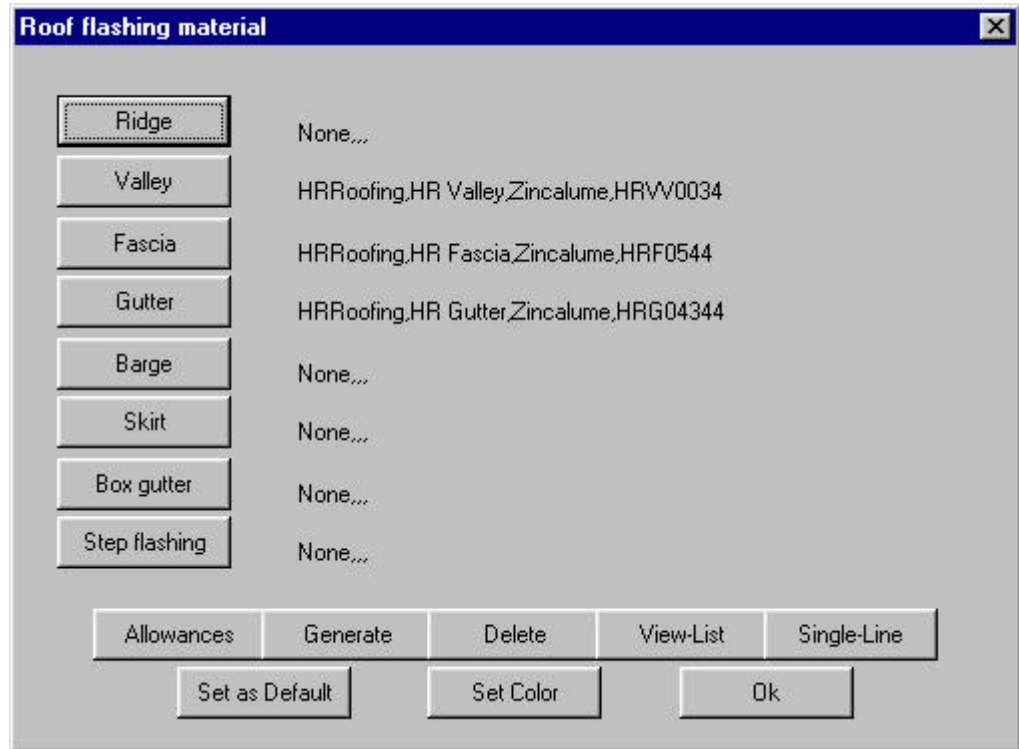 Roof flashing material
Ridge None,,,
Valley HRRoofing,HR Valley,Zincalume,HRVV0034
Fascia HRRoofing,HR Fascia,Zincalume,HRF0544
Gutter HRRoofing,HR Gutter,Zincalume,HRG04344
Barge None,,,
Skirt None,,,
Box gutter None,,,
Step flashing None,,,
Allowances Generate Delete View-List Single-Line
Set as Default Set Color Ok